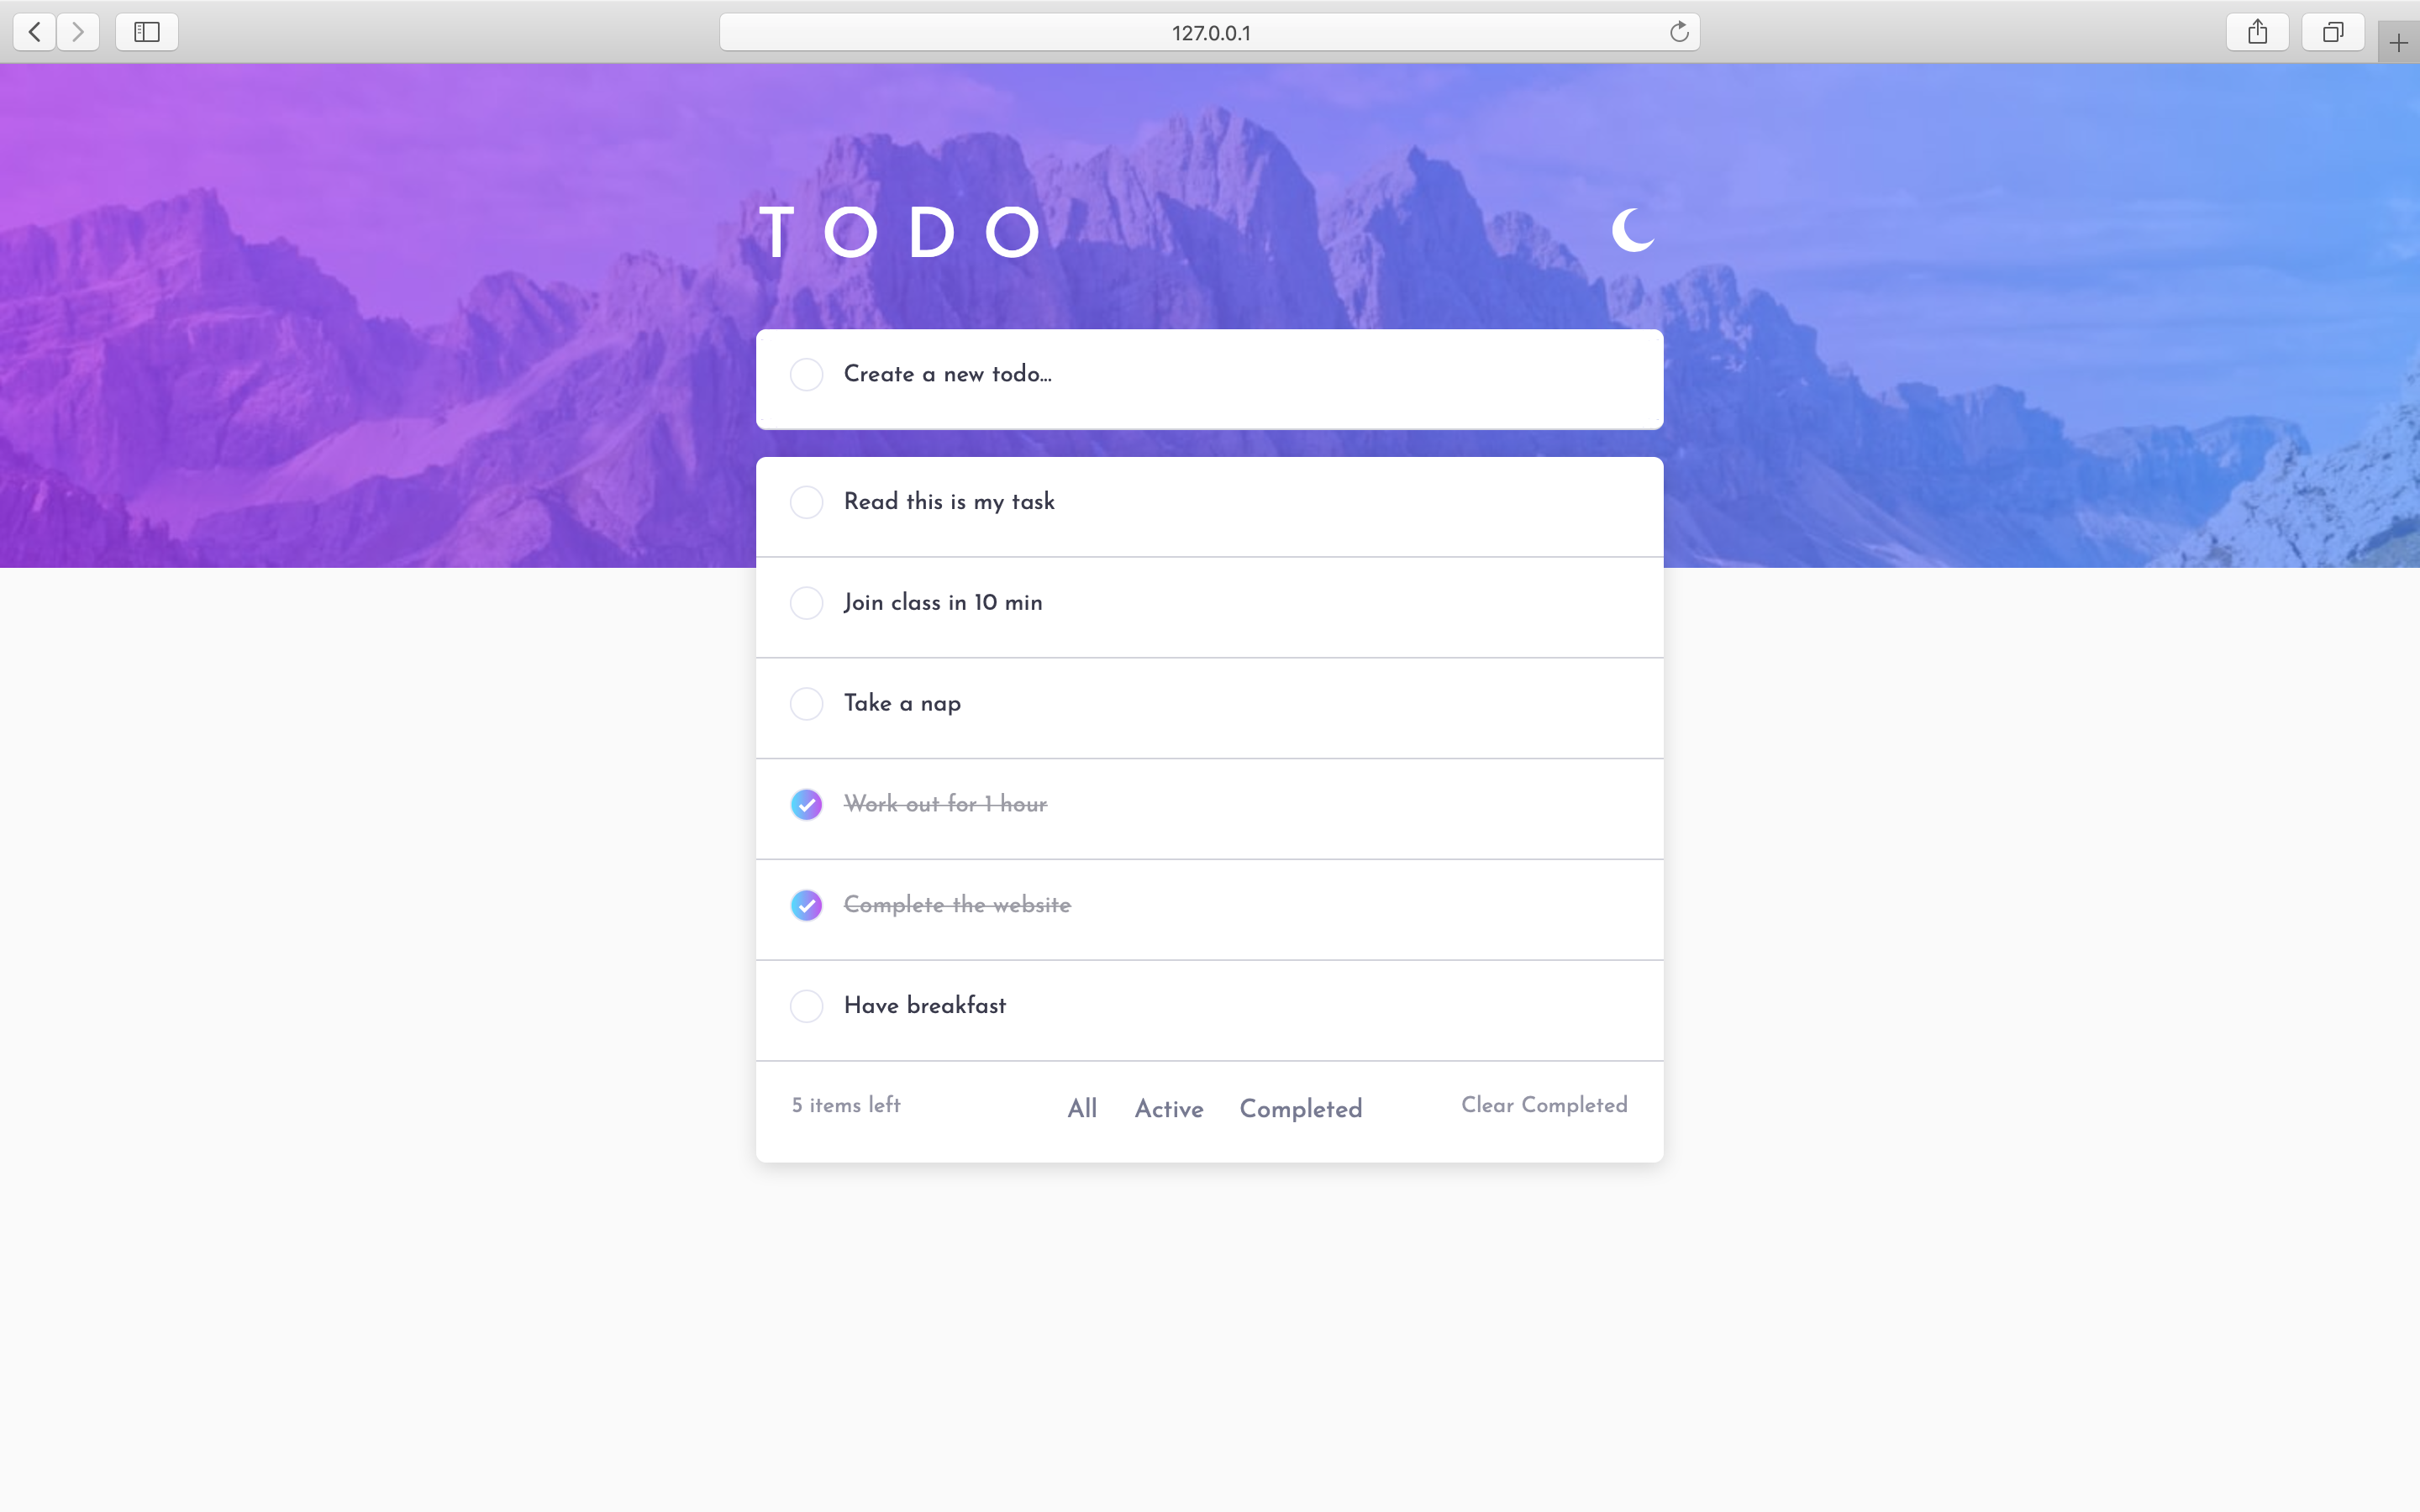 127.0.0.1
TODO
Create a new todo...
Read this is my task
Join class in 10 min
Take a nap
Work out for 1 hour
Complete the website
Have breakfast
5 items left All Active Completed Clear Completed